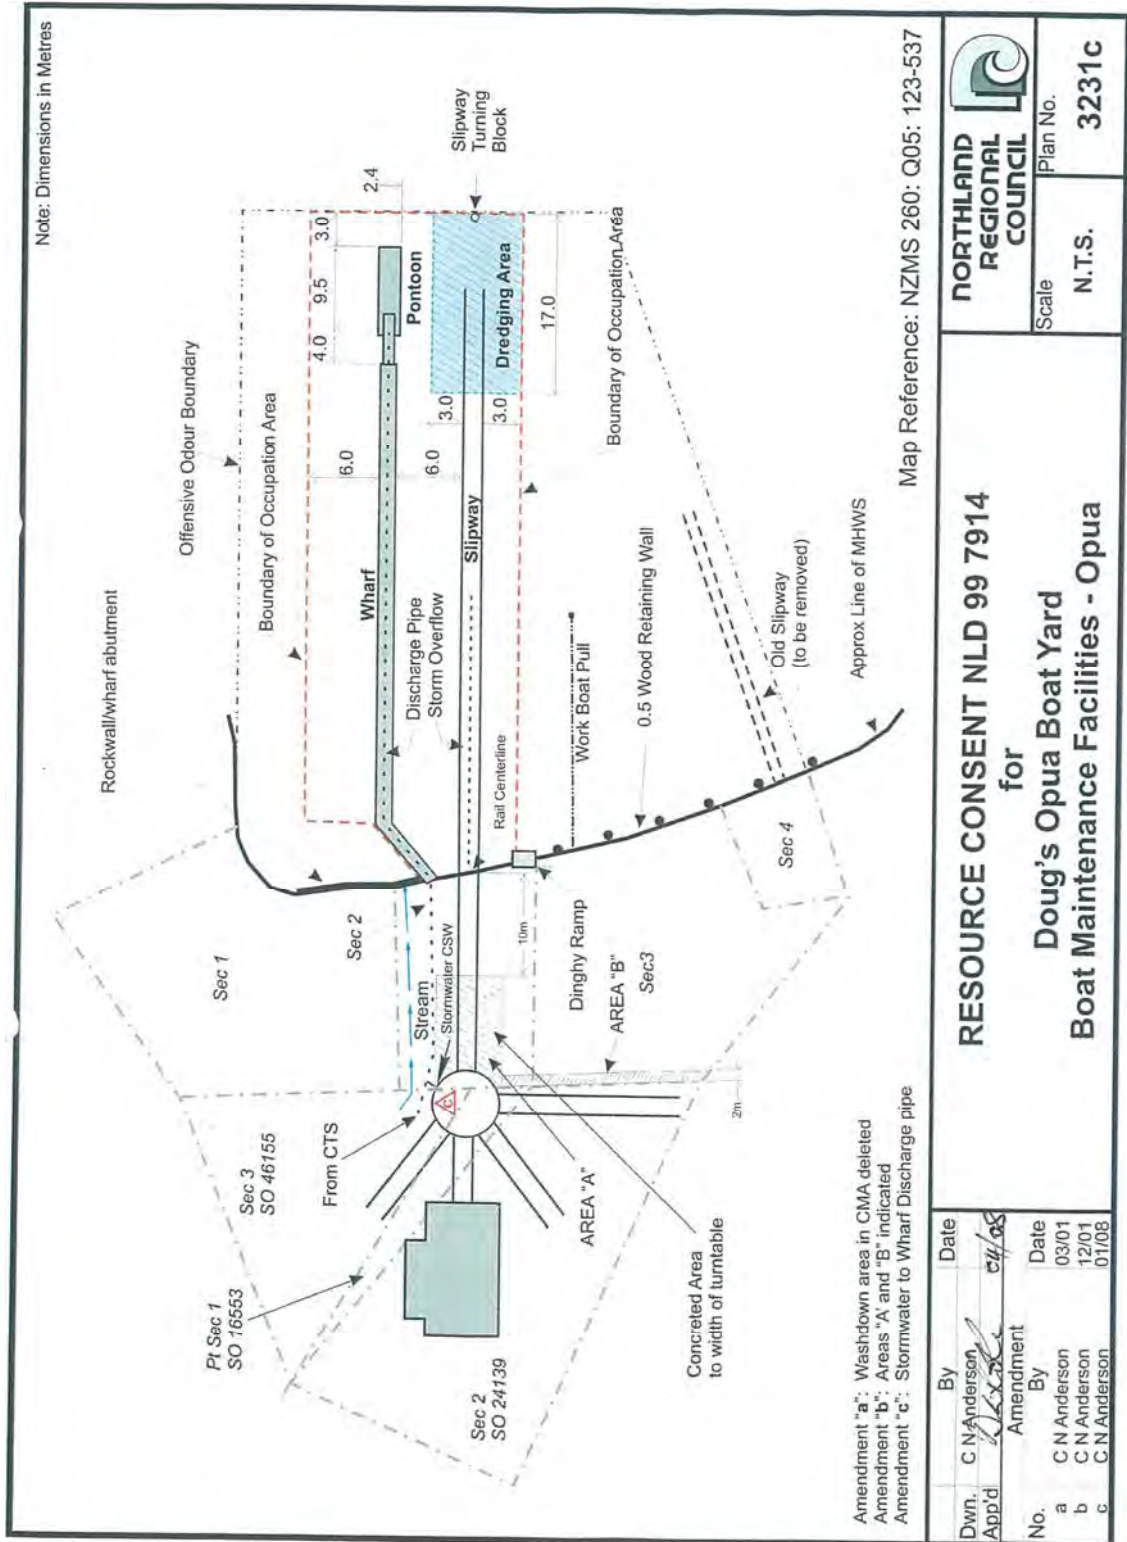 Note: Dimensions in Metres
Offensive Odour Boundary
Rockwall/wharf abutment
Boundary of Occupation Area
2.4
3.0
9.5
4.0
Pontoon
Slipway
Turning
Block
6.0
6.0
Wharf
Discharge Pipe
Storm Overflow
Slipway
Dredging Area
3.0
3.0
17.0
Boundary of Occupation Area
Rail Centerline
Work Boat Pull
0.5 Wood Retaining Wall
Old Slipway
(to be removed)
Approx Line of MHWS
Sec 1
Sec 2
Stream
Stormwater CSW
10m
Dinghy Ramp
AREA "B"
Sec3
Sec 4
2m
Sec 3
SO 46155
From CTS
C
Pt Sec 1
SO 16553
AREA "A"
Sec 2
SO 24139
Concreted Area
to width of turntable
Amendment "a": Washdown area in CMA deleted
Amendment "b": Areas "A' and "B" indicated
Amendment "c": Stormwater to Wharf Discharge pipe
Map Reference: NZMS 260: Q05: 123-537
By Date
Dwn. C N Anderson
App'd 04/08
Amendment
No. By Date
a C N Anderson 03/01
b C N Anderson 12/01
c C N Anderson 01/08
RESOURCE CONSENT NLD 99 7914
for
Doug's Opua Boat Yard
Boat Maintenance Facilities - Opua
NORTHLAND
REGIONAL
COUNCIL
Scale
N.T.S.
Plan No.
3231c